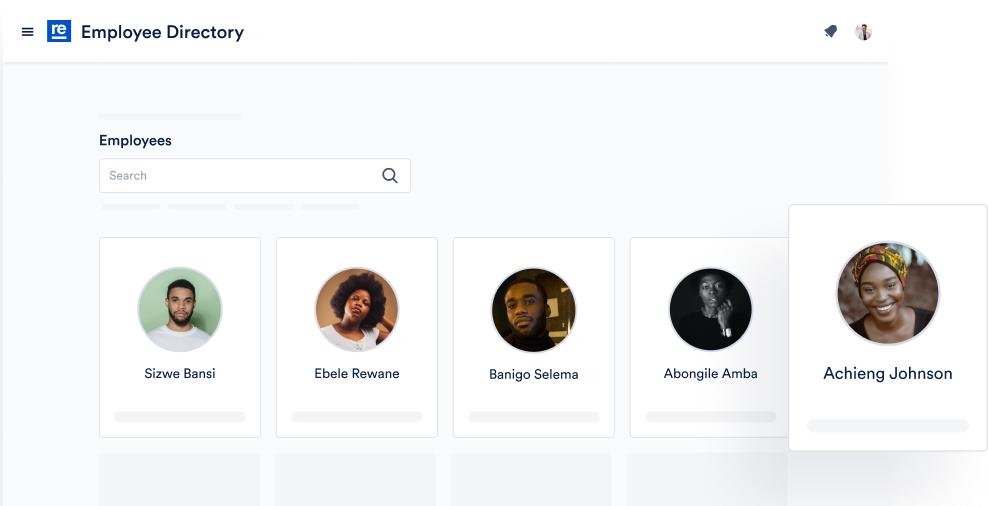 re Employee Directory
Employees
Search
Sizwe Bansi
Ebele Rewane
Banigo Selema
Abongile Amba
Achieng Johnson